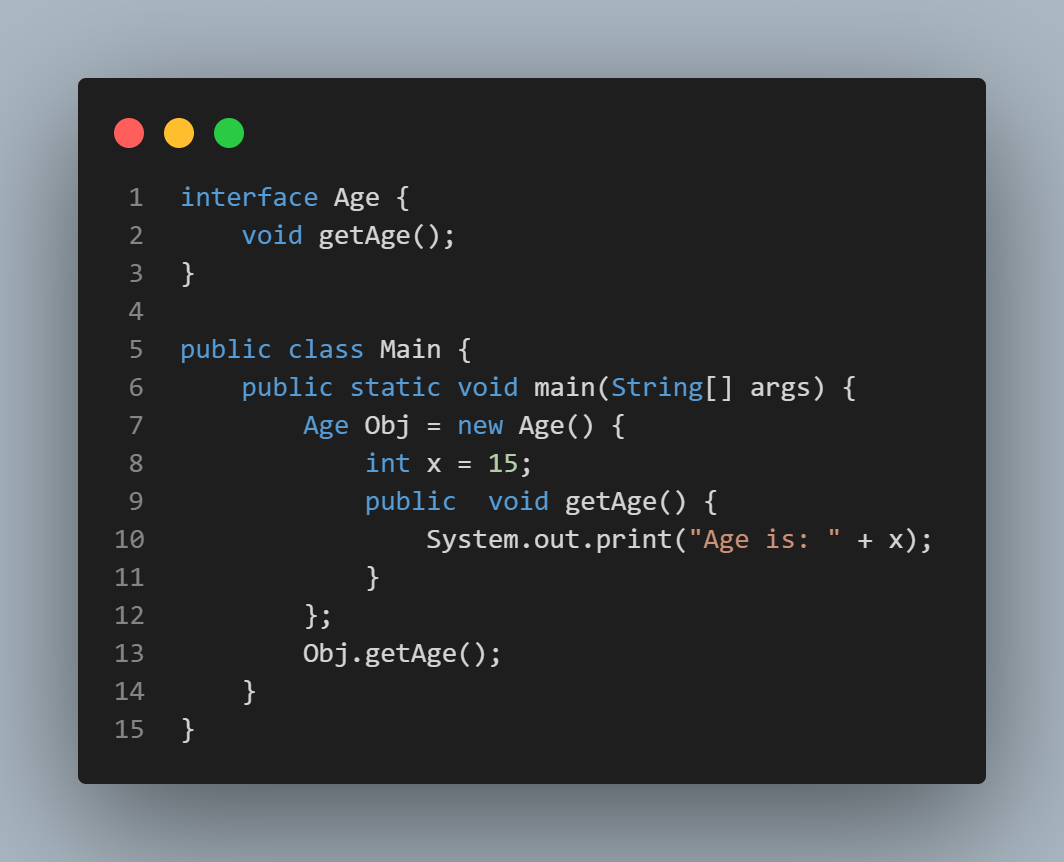 1 interface Age {
2     void getAge();
3 }
4
5 public class Main {
6     public static void main(String[] args) {
7         Age Obj = new Age() {
8             int x = 15;
9             public  void getAge() {
10                 System.out.print("Age is: " + x);
11             }
12         };
13         Obj.getAge();
14     }
15 }